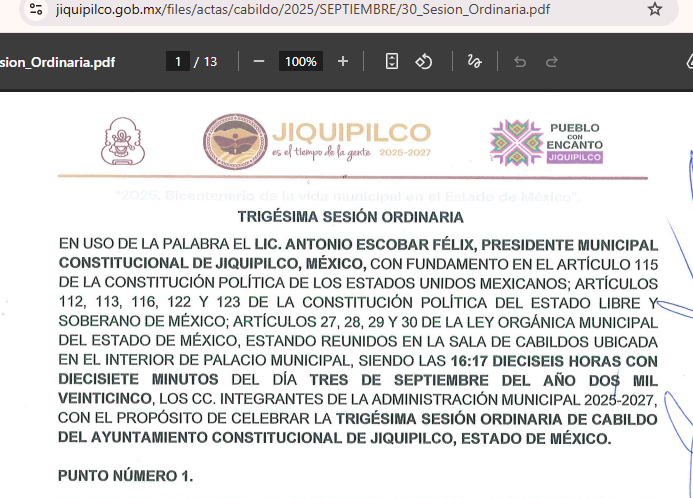 jiquipilco.gob.mx/files/actas/cabildo/2025/SEPTIEMBRE/30_Sesion_Ordinaria.pdf
sion_Ordinaria.pdf
1 / 13
100%
JIQUIPILCO
es el tiempo de la gente 2025-2027
PUEBLO
CON
ENCANTO
JIQUIPILCO
"2025. Bicentenario de la vida municipal en el Estado de México".
TRIGÉSIMA SESIÓN ORDINARIA
EN USO DE LA PALABRA EL LIC. ANTONIO ESCOBAR FÉLIX, PRESIDENTE MUNICIPAL
CONSTITUCIONAL DE JIQUIPILCO, MÉXICO, CON FUNDAMENTO EN EL ARTÍCULO 115
DE LA CONSTITUCIÓN POLÍTICA DE LOS ESTADOS UNIDOS MEXICANOS; ARTÍCULOS
112, 113, 116, 122 Y 123 DE LA CONSTITUCIÓN POLÍTICA DEL ESTADO LIBRE Y
SOBERANO DE MÉXICO; ARTÍCULOS 27, 28, 29 Y 30 DE LA LEY ORGÁNICA MUNICIPAL
DEL ESTADO DE MÉXICO, ESTANDO REUNIDOS EN LA SALA DE CABILDOS UBICADA
EN EL INTERIOR DE PALACIO MUNICIPAL, SIENDO LAS 16:17 DIECISEIS HORAS CON
DIECISIETE MINUTOS DEL DÍA TRES DE SEPTIEMBRE DEL AÑO DOS MIL
VEINTICINCO, LOS CC. INTEGRANTES DE LA ADMINISTRACIÓN MUNICIPAL 2025-2027,
CON EL PROPÓSITO DE CELEBRAR LA TRIGÉSIMA SESIÓN ORDINARIA DE CABILDO
DEL AYUNTAMIENTO CONSTITUCIONAL DE JIQUIPILCO, ESTADO DE MÉXICO.
PUNTO NÚMERO 1.